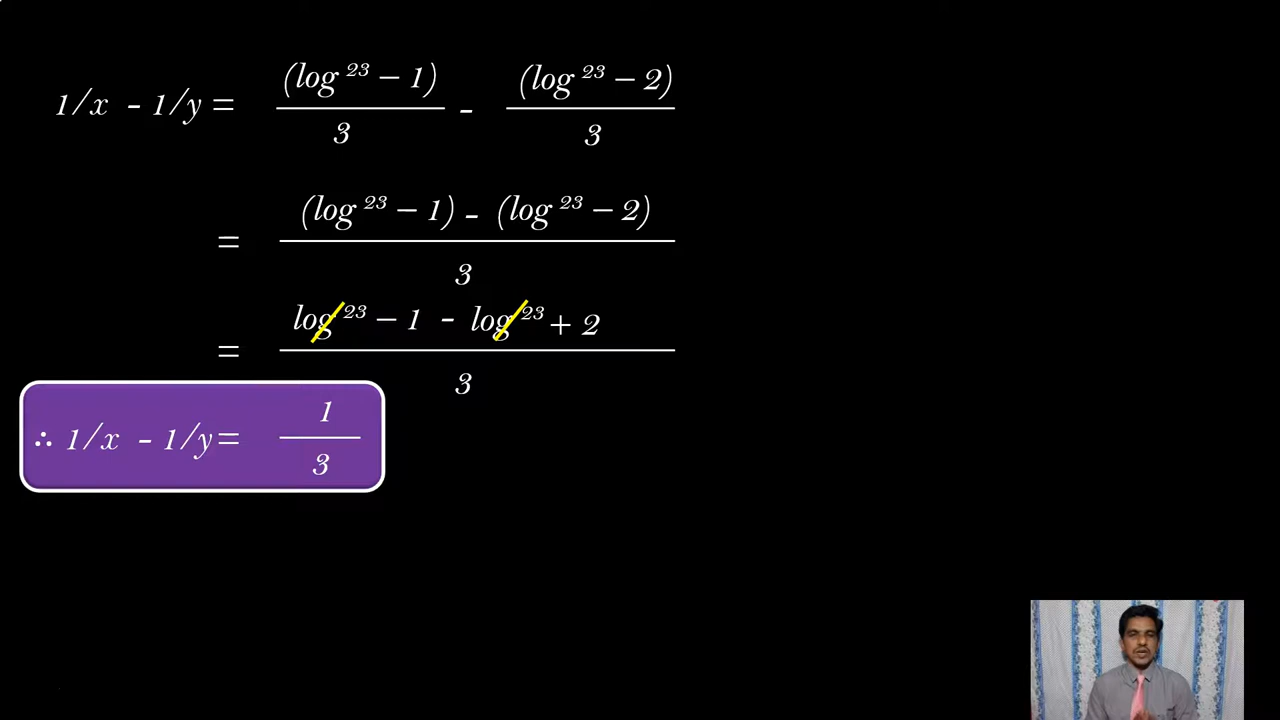 1/x - 1/y = (log ²³ – 1) / 3 - (log ²³ – 2) / 3
= (log ²³ – 1) - (log ²³ – 2) / 3
= log ²³ – 1 - log ²³ + 2 / 3
∴ 1/x - 1/y = 1 / 3